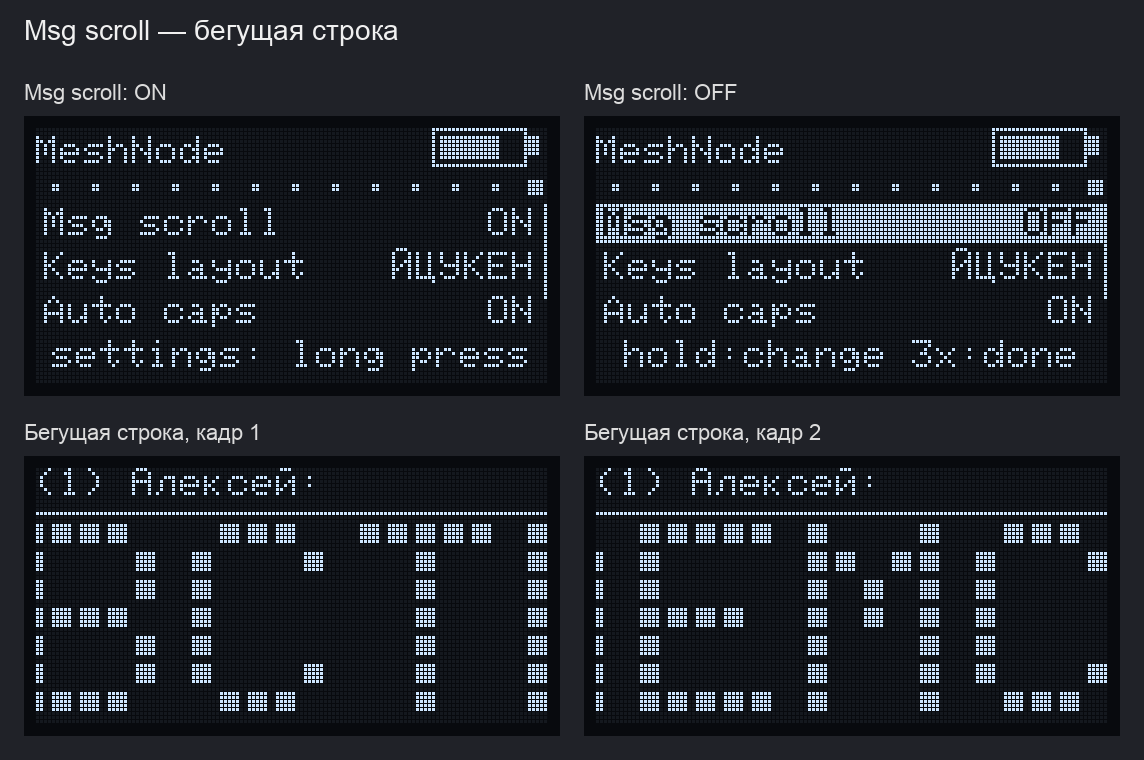 Msg scroll — бегущая строка
Msg scroll: ON
MeshNode
Msg scroll ON
Keys layout ЙЦУКЕН
Auto caps ON
settings: long press
Msg scroll: OFF
MeshNode
Msg scroll OFF
Keys layout ЙЦУКЕН
Auto caps ON
hold:change 3x:done
Бегущая строка, кадр 1
(1) Алексей:
ВСТ
Бегущая строка, кадр 2
(1) Алексей:
ЕМС